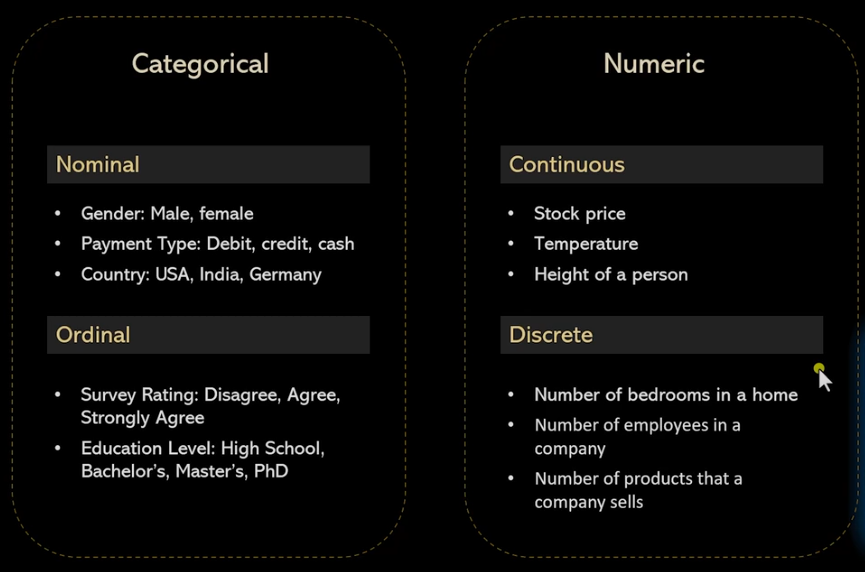 Categorical
Nominal
• Gender: Male, female
• Payment Type: Debit, credit, cash
• Country: USA, India, Germany
Ordinal
• Survey Rating: Disagree, Agree,
Strongly Agree
• Education Level: High School,
Bachelor's, Master's, PhD
Numeric
Continuous
• Stock price
• Temperature
• Height of a person
Discrete
• Number of bedrooms in a home
• Number of employees in a
company
• Number of products that a
company sells